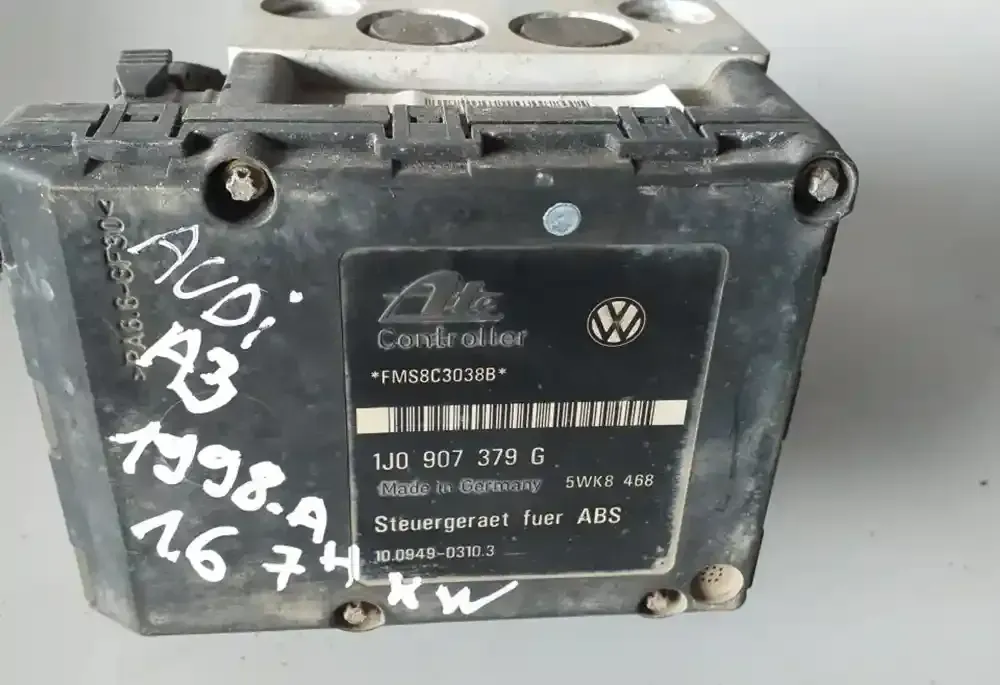 >PA6.6-GF30<
AUDi
A3
1998.A
1.6 74 KW
Ate
Controller
*FMS8C3038B*
1J0 907 379 G
Made in Germany 5WK8 468
Steuergeraet fuer ABS
10.0949-0310.3